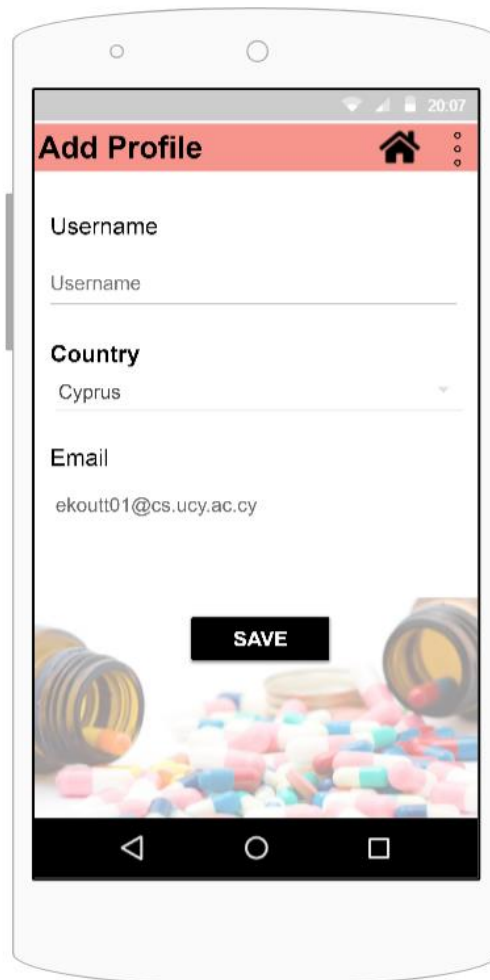 20:07
Add Profile
Username
Username
Country
Cyprus
Email
ekoutt01@cs.ucy.ac.cy
SAVE